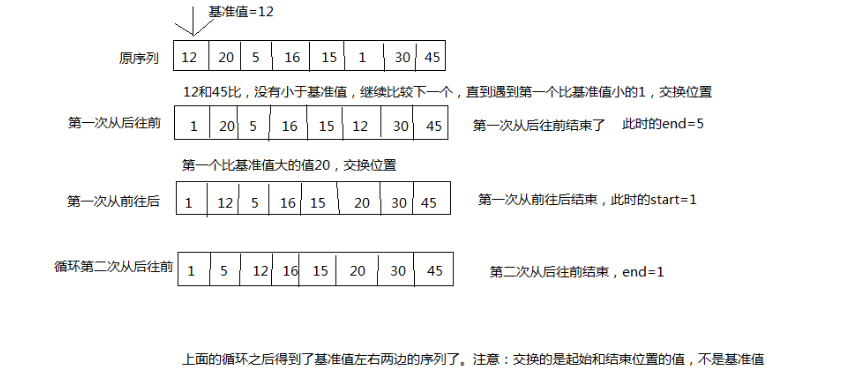 基准值=12
原序列 12 20 5 16 15 1 30 45
12和45比，没有小于基准值，继续比较下一个，直到遇到第一个比基准值小的1，交换位置
第一次从后往前 1 20 5 16 15 12 30 45 第一次从后往前结束了 此时的end=5
第一个比基准值大的值20，交换位置
第一次从前往后 1 12 5 16 15 20 30 45 第一次从前往后结束，此时的start=1
循环第二次从后往前 1 5 12 16 15 20 30 45 第二次从后往前结束，end=1
上面的循环之后得到了基准值左右两边的序列了。注意：交换的是起始和结束位置的值，不是基准值